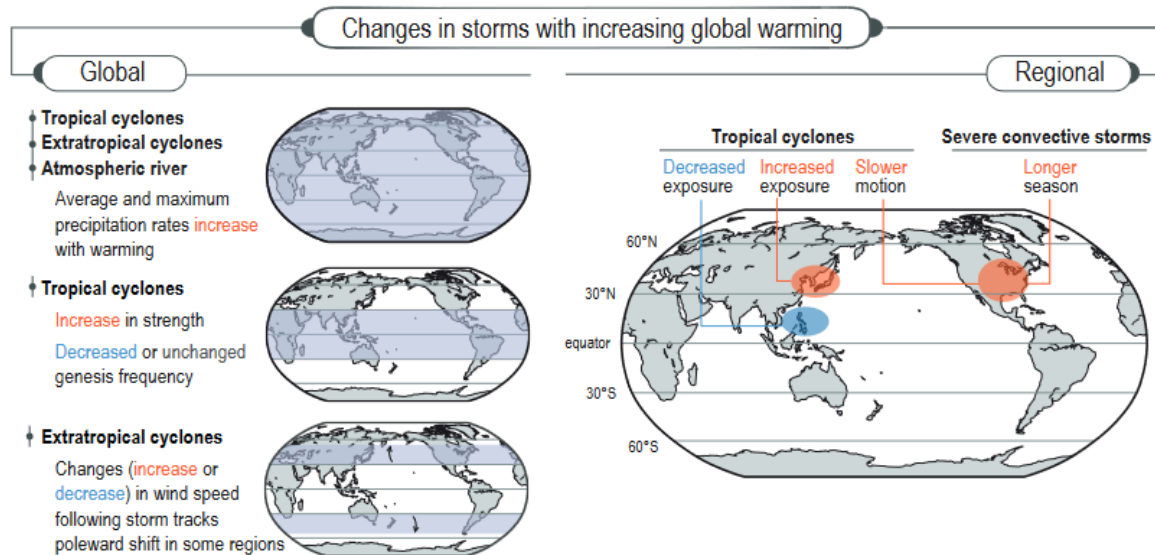 Changes in storms with increasing global warming
Global
Tropical cyclones
Extratropical cyclones
Atmospheric river
Average and maximum
precipitation rates increase
with warming
Tropical cyclones
Increase in strength
Decreased or unchanged
genesis frequency
Extratropical cyclones
Changes (increase or
decrease) in wind speed
following storm tracks
poleward shift in some regions
Regional
Tropical cyclones
Severe convective storms
Decreased
exposure
Increased
exposure
Slower
motion
Longer
season
60°N
30°N
equator
30°S
60°S